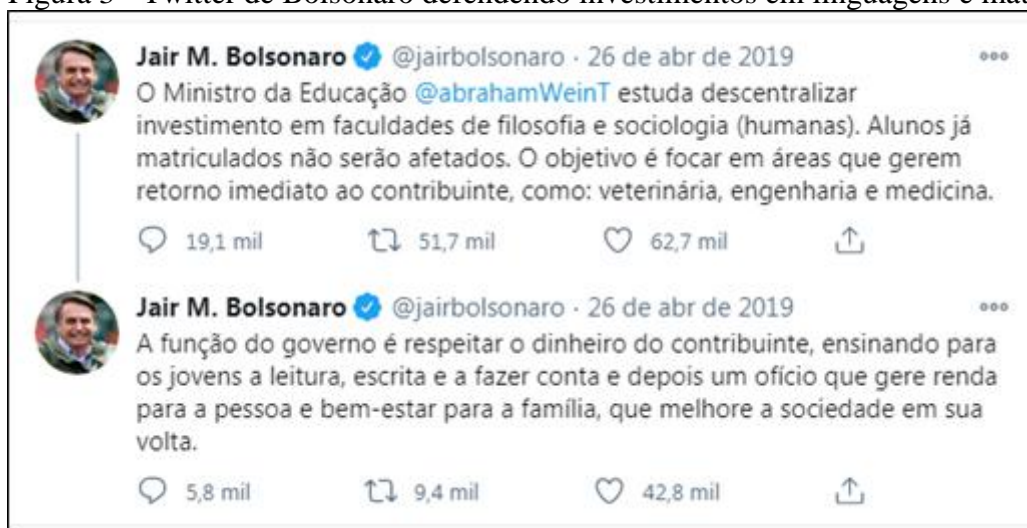 Jair M. Bolsonaro @jairbolsonaro · 26 de abr de 2019
O Ministro da Educação @abrahamWeinT estuda descentralizar
investimento em faculdades de filosofia e sociologia (humanas). Alunos já
matriculados não serão afetados. O objetivo é focar em áreas que gerem
retorno imediato ao contribuinte, como: veterinária, engenharia e medicina.
19,1 mil 51,7 mil 62,7 mil
Jair M. Bolsonaro @jairbolsonaro · 26 de abr de 2019
A função do governo é respeitar o dinheiro do contribuinte, ensinando para
os jovens a leitura, escrita e a fazer conta e depois um ofício que gere renda
para a pessoa e bem-estar para a família, que melhore a sociedade em sua
volta.
5,8 mil 9,4 mil 42,8 mil